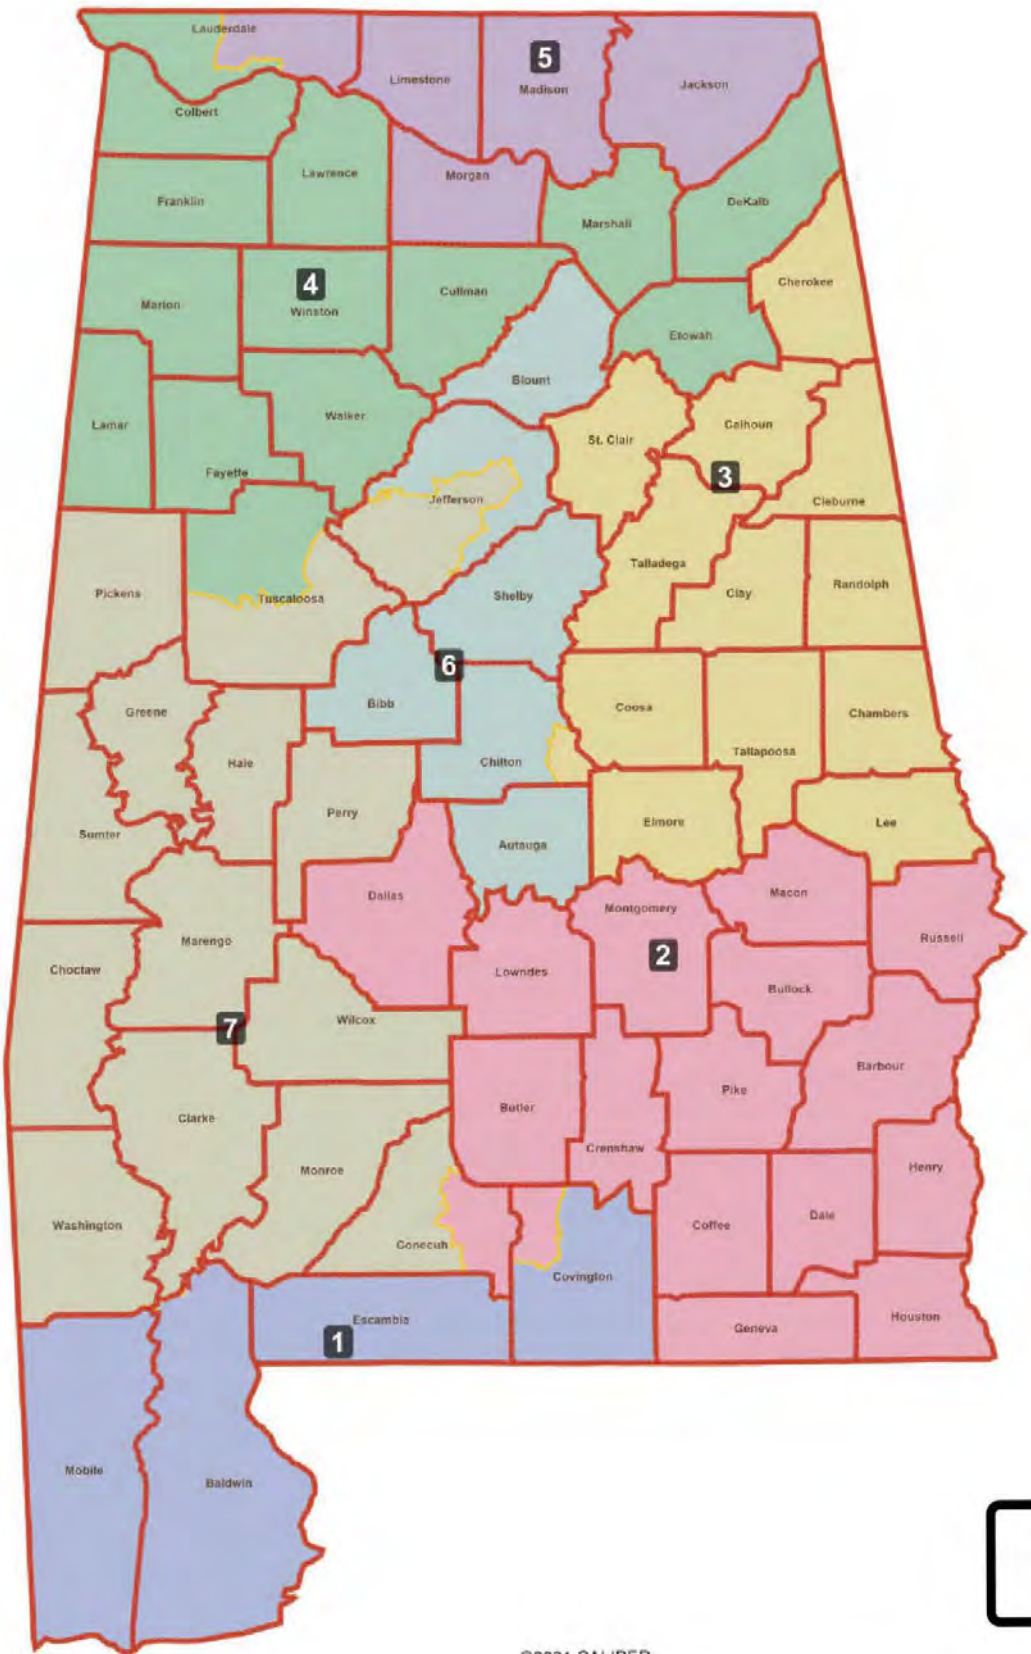 Lauderdale
5
Limestone
Madison
Jackson
Colbert
Lawrence
Morgan
Franklin
DeKalb
Marshall
4
Cherokee
Marion
Cullman
Winston
Etowah
Blount
Walker
Lamar
Calhoun
St. Clair
Fayette
3
Jefferson
Cleburne
Talladega
Randolph
Pickens
Clay
Shelby
Tuscaloosa
6
Bibb
Coosa
Greene
Chambers
Tallapoosa
Hale
Chilton
Perry
Elmore
Lee
Sumter
Autauga
Dallas
Macon
Montgomery
Marengo
Russell
2
Choctaw
Lowndes
Bullock
7
Wilcox
Barbour
Pike
Butler
Clarke
Crenshaw
Henry
Monroe
Dale
Washington
Coffee
Conecuh
Covington
Escambia
Houston
Geneva
1
Mobile
Baldwin